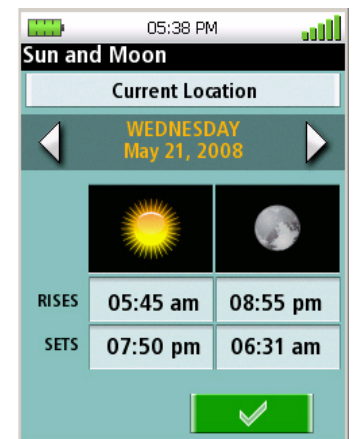 05:38 PM
Sun and Moon
Current Location
WEDNESDAY
May 21, 2008
RISES 05:45 am 08:55 pm
SETS 07:50 pm 06:31 am